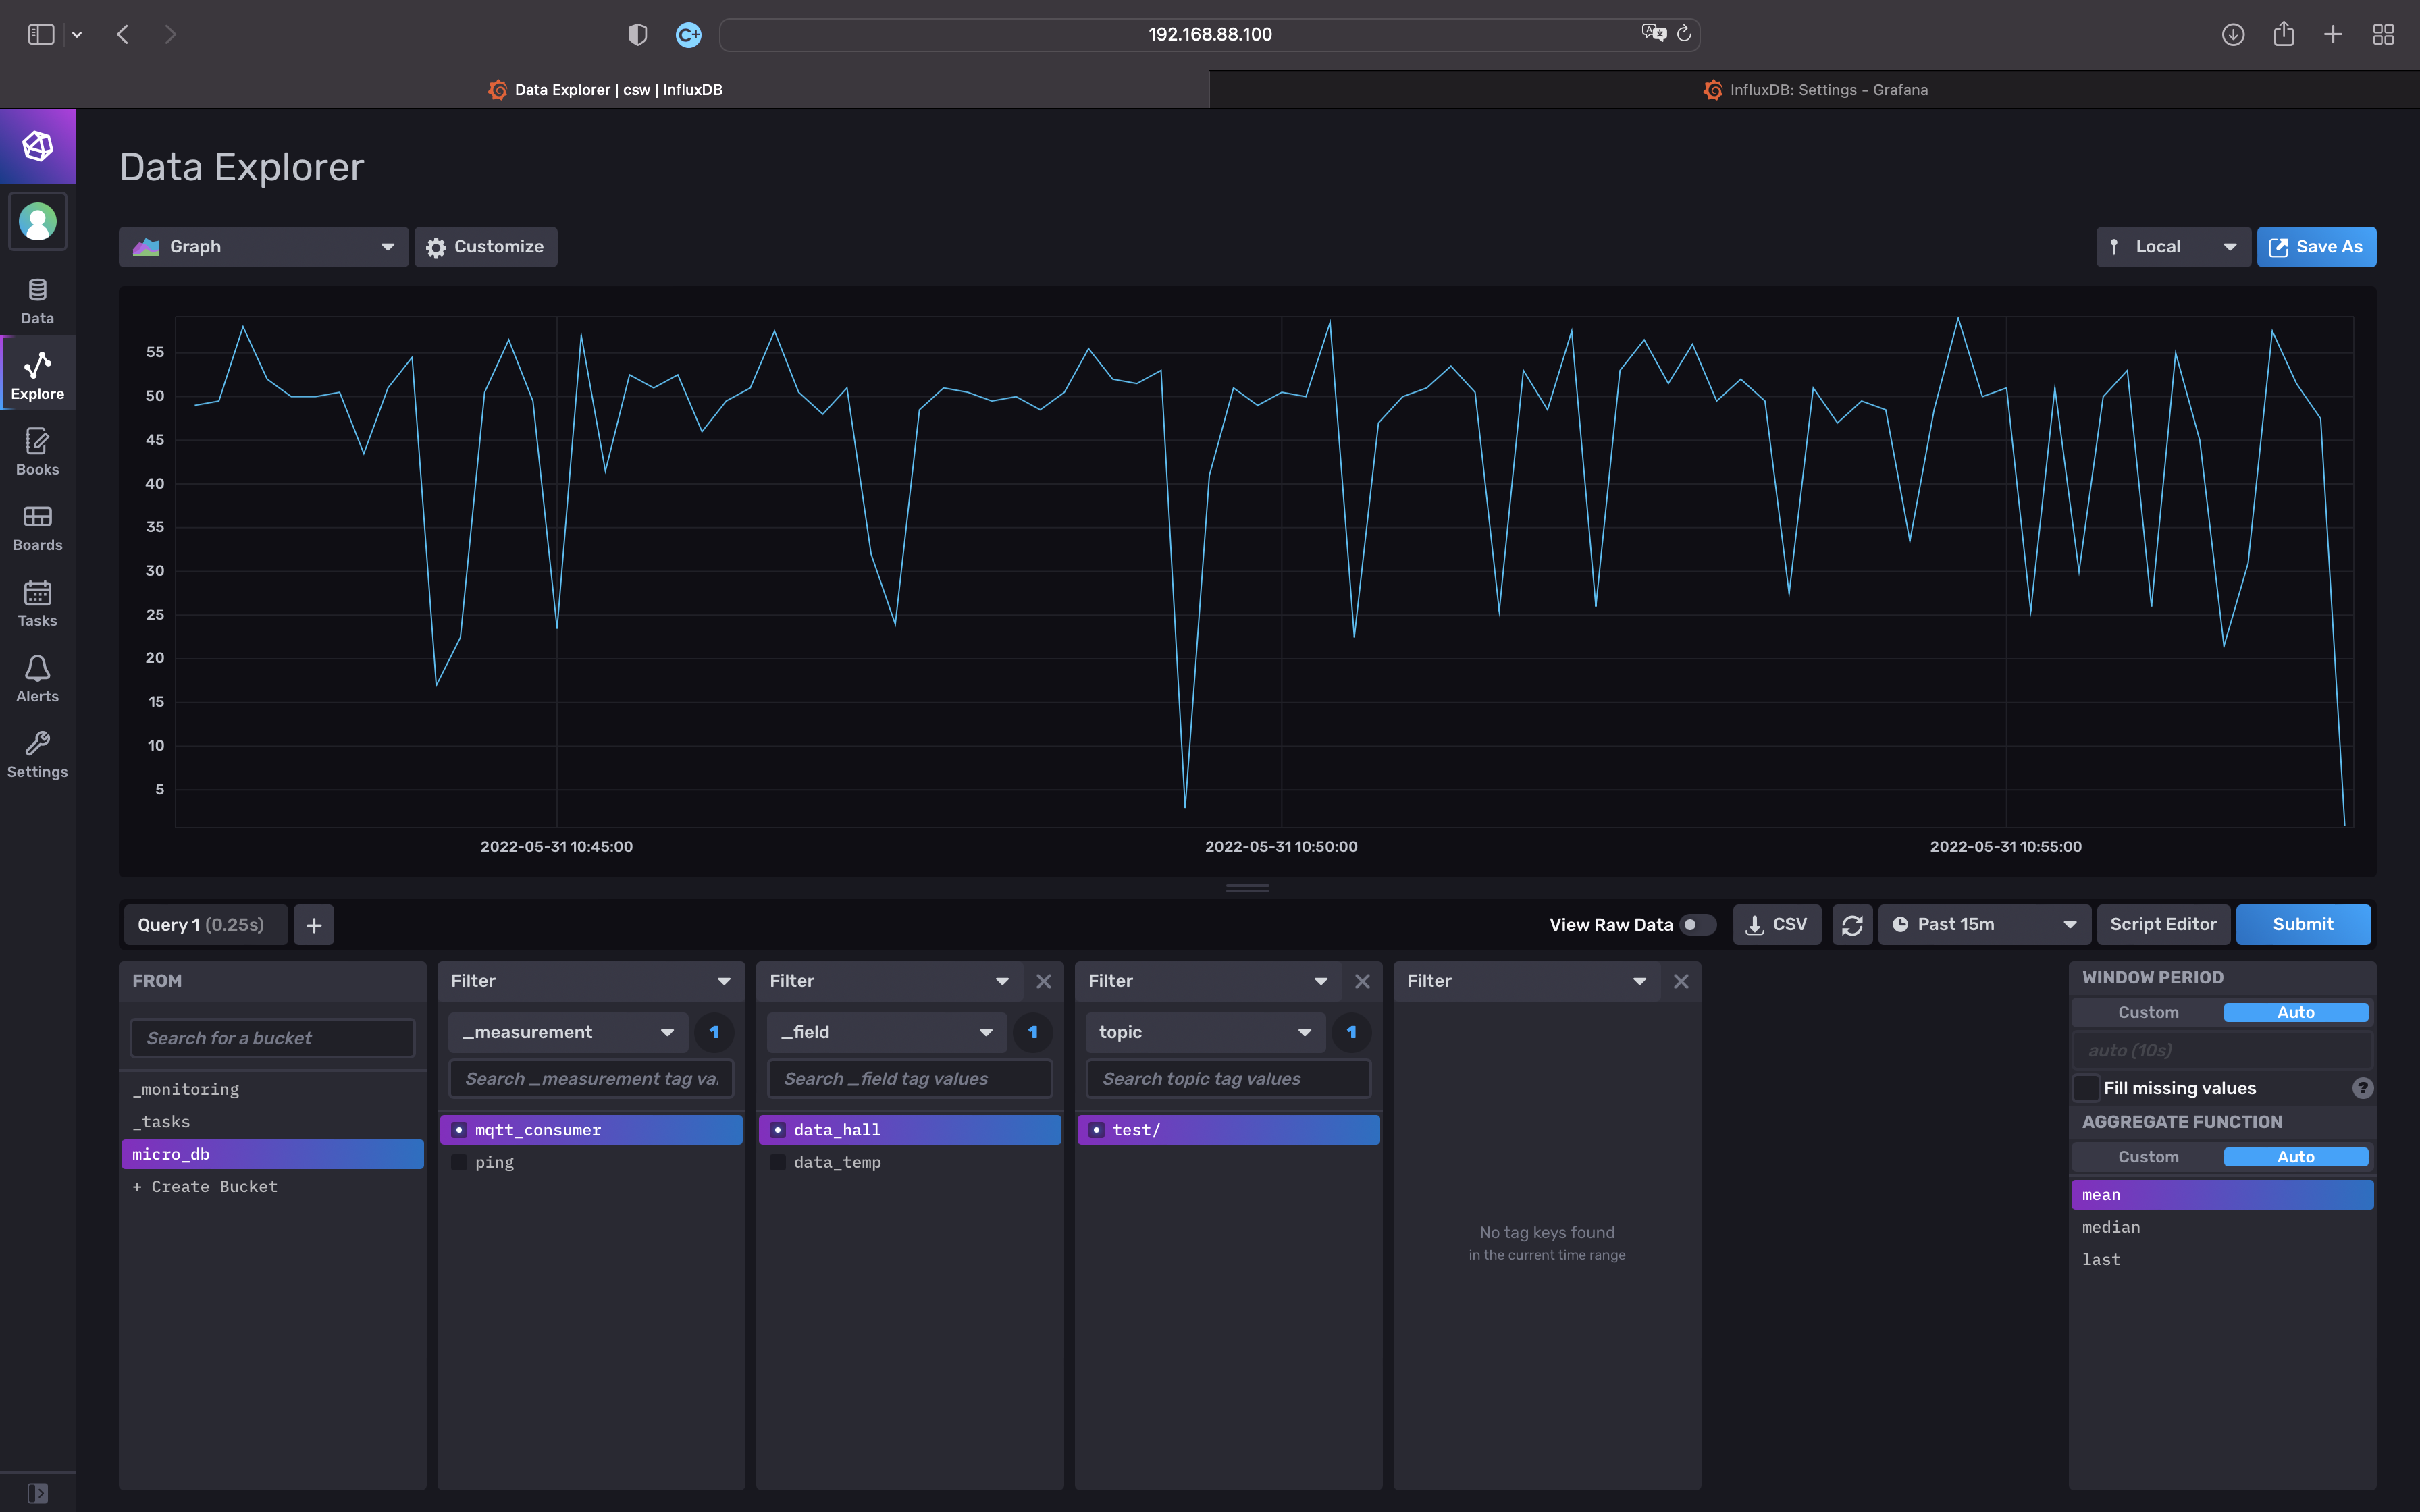 192.168.88.100
Data Explorer | csw | InfluxDB
InfluxDB: Settings - Grafana
Data Explorer
Graph
Customize
Local
Save As
Data
Explore
Books
Boards
Tasks
Alerts
Settings
55
50
45
40
35
30
25
20
15
10
5
2022-05-31 10:45:00
2022-05-31 10:50:00
2022-05-31 10:55:00
Query 1 (0.25s)
+
View Raw Data
CSV
Past 15m
Script Editor
Submit
FROM
Search for a bucket
_monitoring
_tasks
micro_db
+ Create Bucket
Filter
_measurement
1
Search _measurement tag va
mqtt_consumer
ping
Filter
_field
1
Search _field tag values
data_hall
data_temp
Filter
topic
1
Search topic tag values
test/
Filter
No tag keys found
in the current time range
WINDOW PERIOD
Custom
Auto
auto (10s)
Fill missing values
?
AGGREGATE FUNCTION
Custom
Auto
mean
median
last